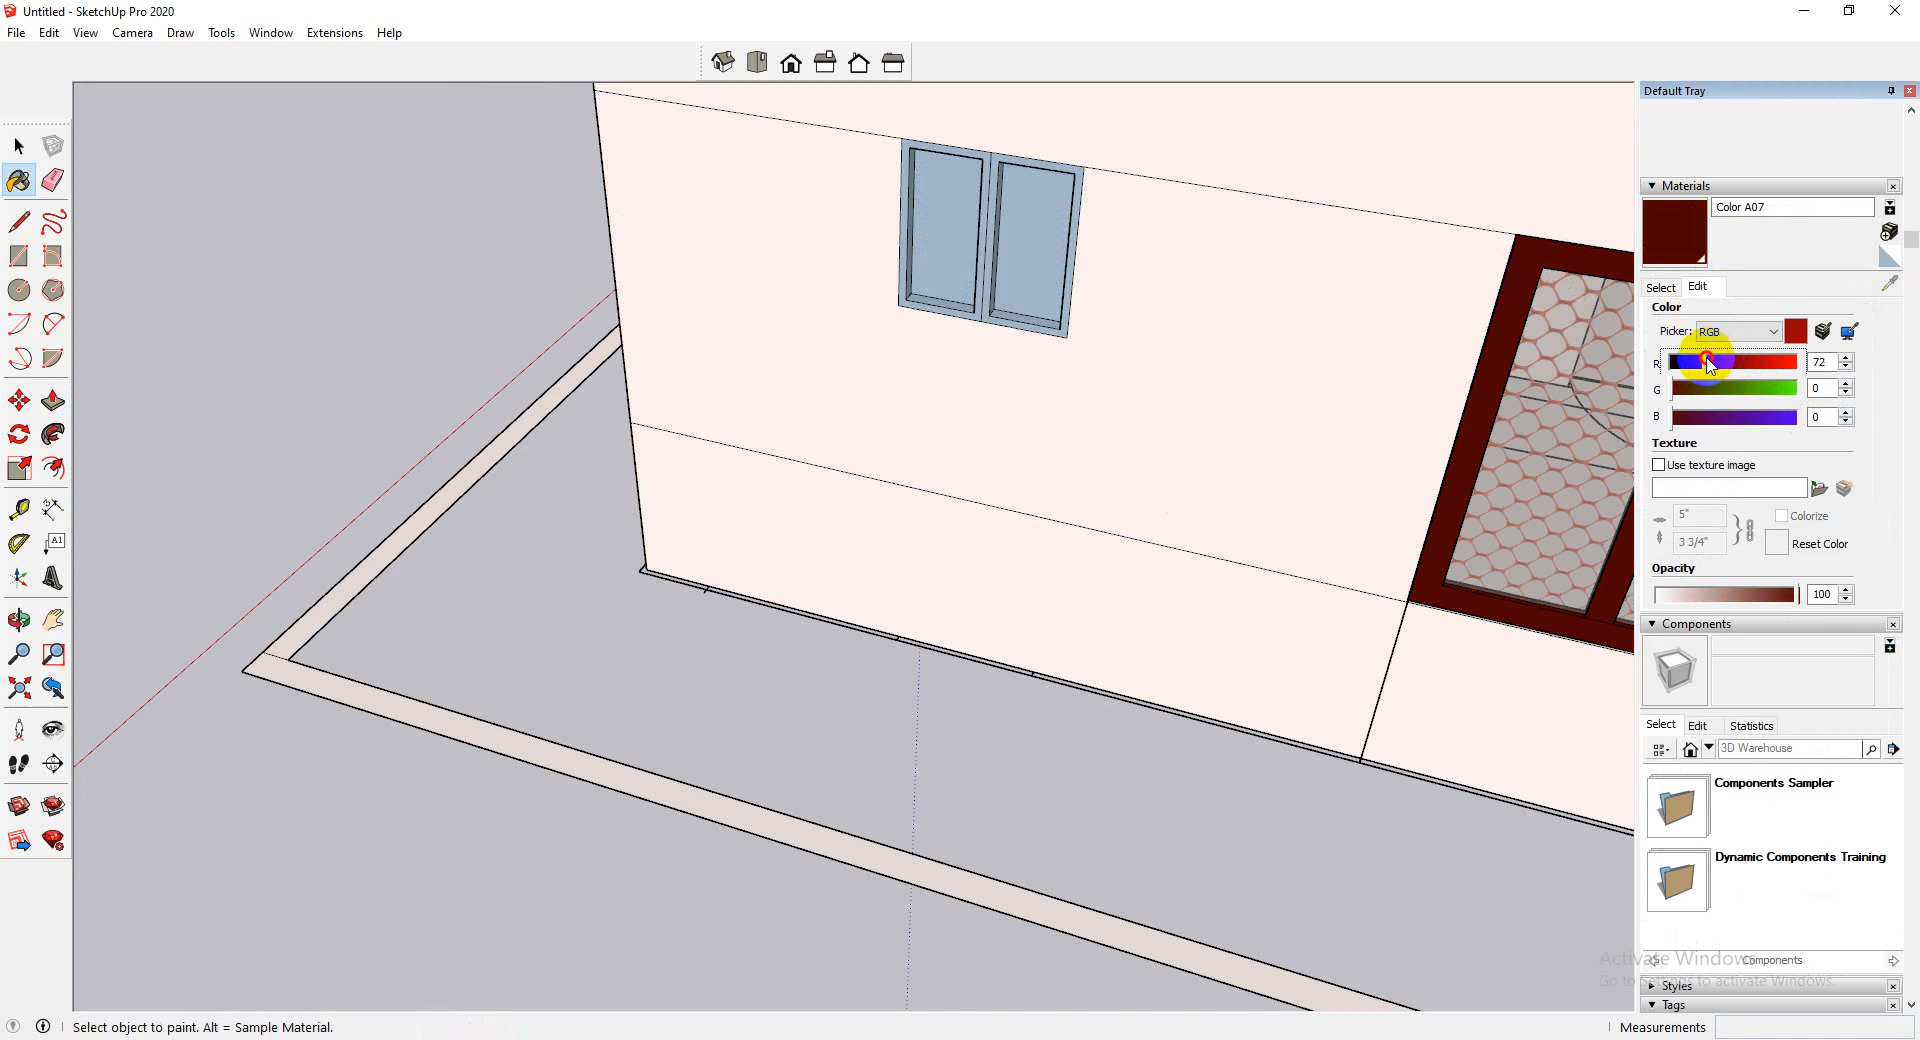 Untitled - SketchUp Pro 2020
File Edit View Camera Draw Tools Window Extensions Help
Default Tray
Materials
Color A07
Select Edit
Color
Picker: RGB
R 72
G 0
B 0
Texture
Use texture image
5"
Colorize
3 3/4"
Reset Color
Opacity
100
Components
Select Edit Statistics
3D Warehouse
Components Sampler
Dynamic Components Training
Activate Windows
Components
Go to Settings to activate Windows.
Styles
Tags
A1
Select object to paint. Alt = Sample Material.
Measurements